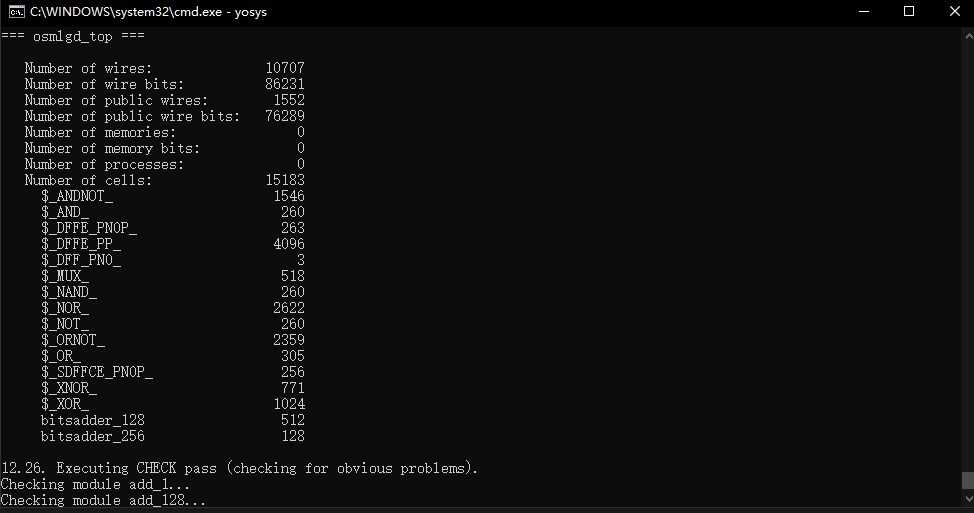 C:\WINDOWS\system32\cmd.exe - yosys
=== osmlgd_top ===
Number of wires: 10707
Number of wire bits: 86231
Number of public wires: 1552
Number of public wire bits: 76289
Number of memories: 0
Number of memory bits: 0
Number of processes: 0
Number of cells: 15183
$_ANDNOT_ 1546
$_AND_ 260
$_DFFE_PN0P_ 263
$_DFFE_PP_ 4096
$_DFF_PN0_ 3
$_MUX_ 518
$_NAND_ 260
$_NOR_ 2622
$_NOT_ 260
$_ORNOT_ 2359
$_OR_ 305
$_SDFFCE_PN0P_ 256
$_XNOR_ 771
$_XOR_ 1024
bitsadder_128 512
bitsadder_256 128
12.26. Executing CHECK pass (checking for obvious problems).
Checking module add_1...
Checking module add_128...